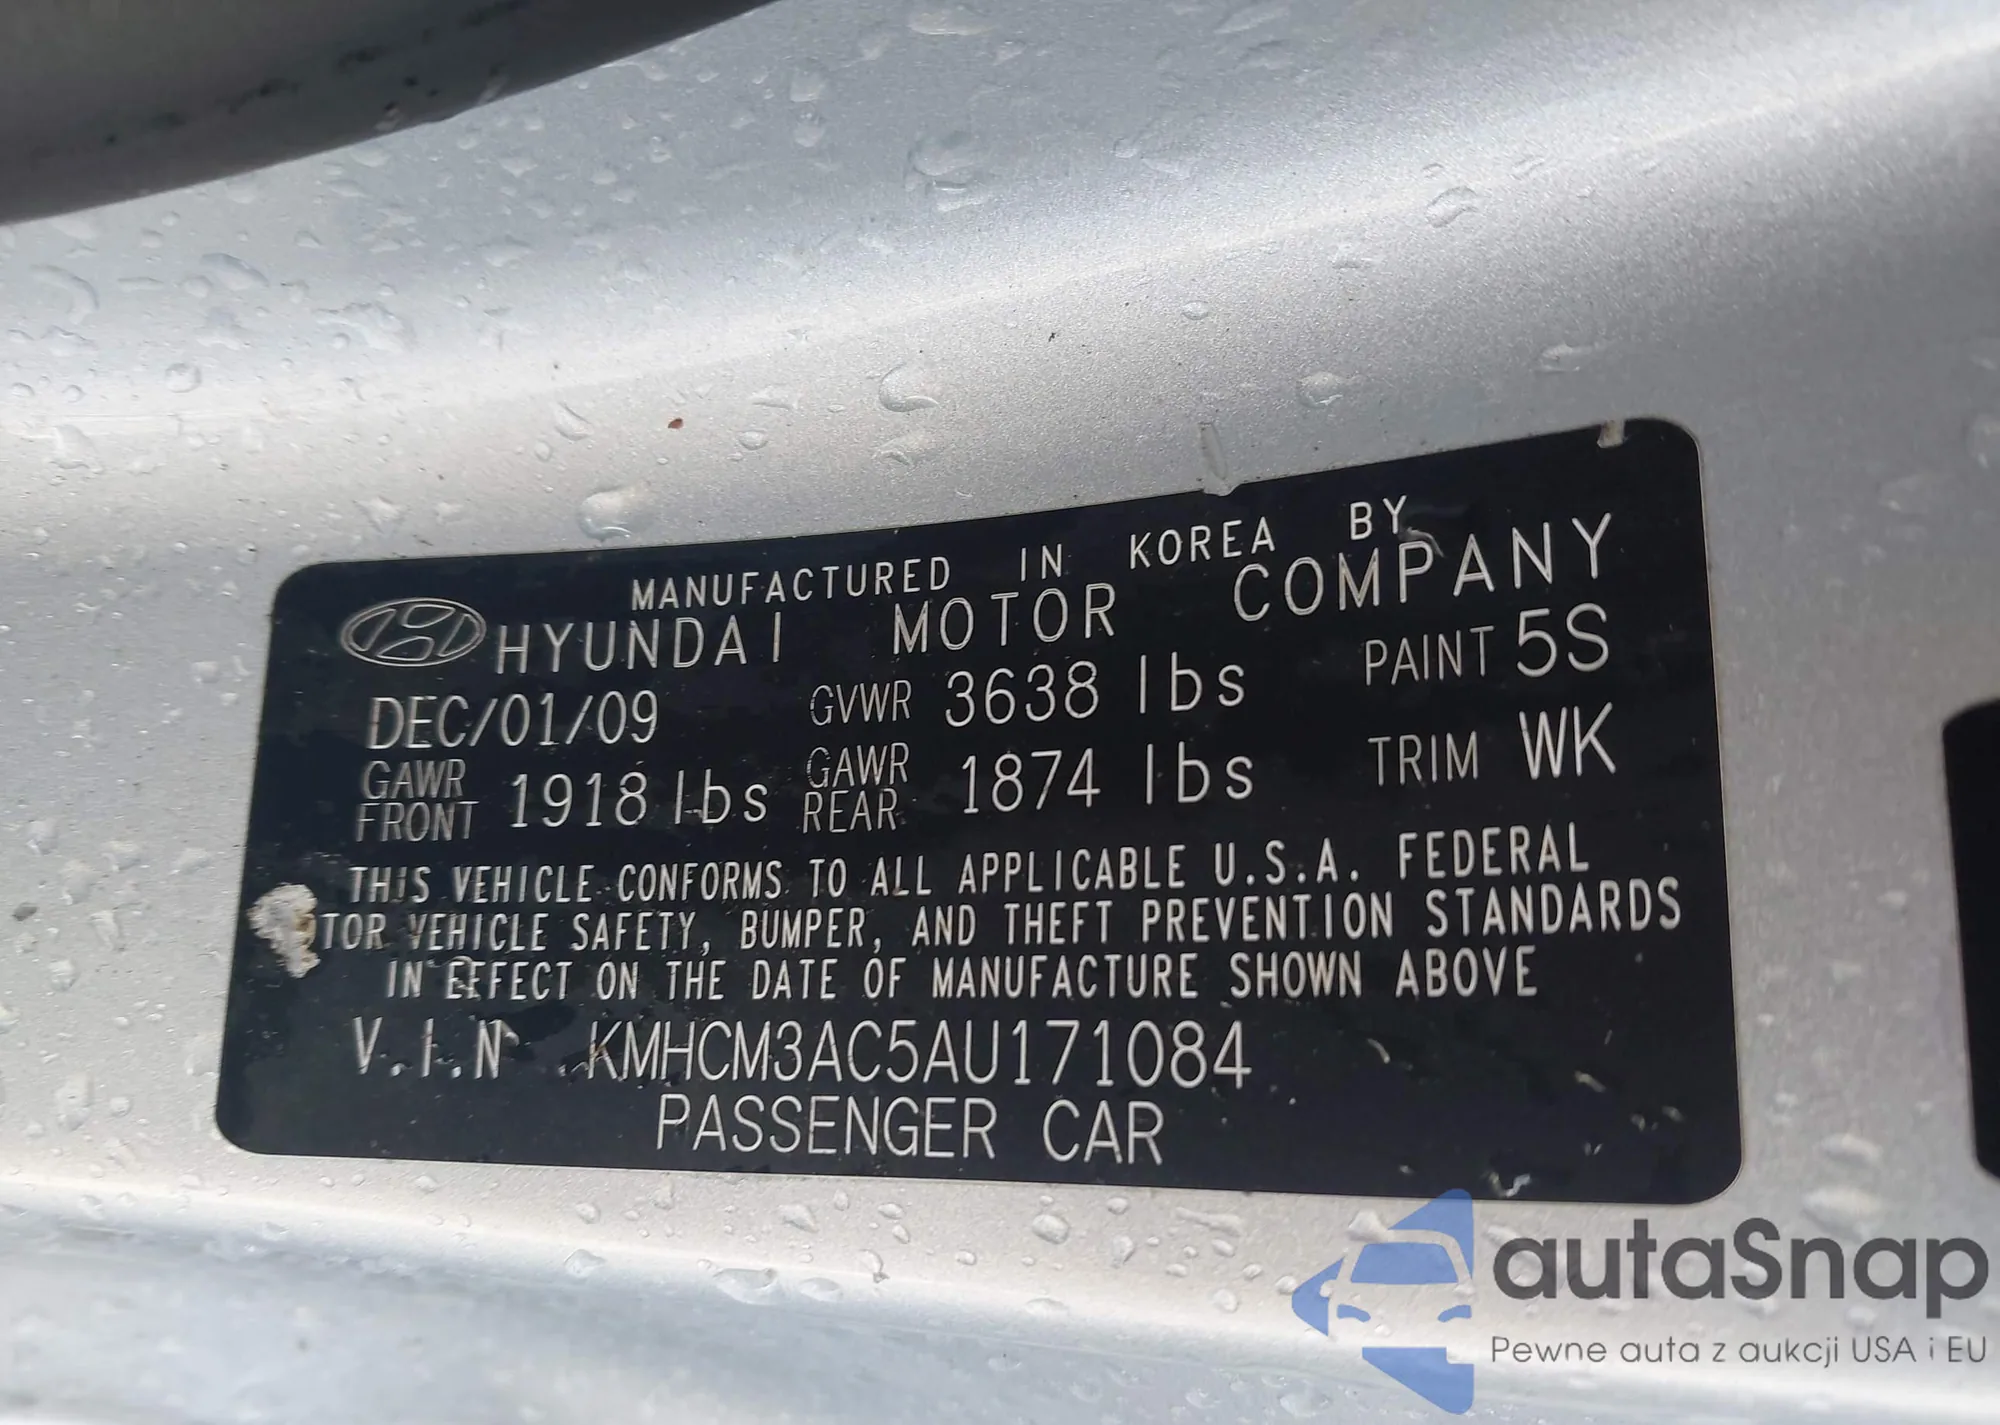 MANUFACTURED IN KOREA BY
HYUNDAI MOTOR COMPANY
DEC/01/09 GVWR 3638 lbs PAINT 5S
GAWR FRONT 1918 lbs GAWR REAR 1874 lbs TRIM WK
THIS VEHICLE CONFORMS TO ALL APPLICABLE U.S.A. FEDERAL
TOR VEHICLE SAFETY, BUMPER, AND THEFT PREVENTION STANDARDS
IN EFFECT ON THE DATE OF MANUFACTURE SHOWN ABOVE
V.I.N KMHCM3AC5AU171084
PASSENGER CAR
autaSnap
Pewne auta z aukcji USA i EU